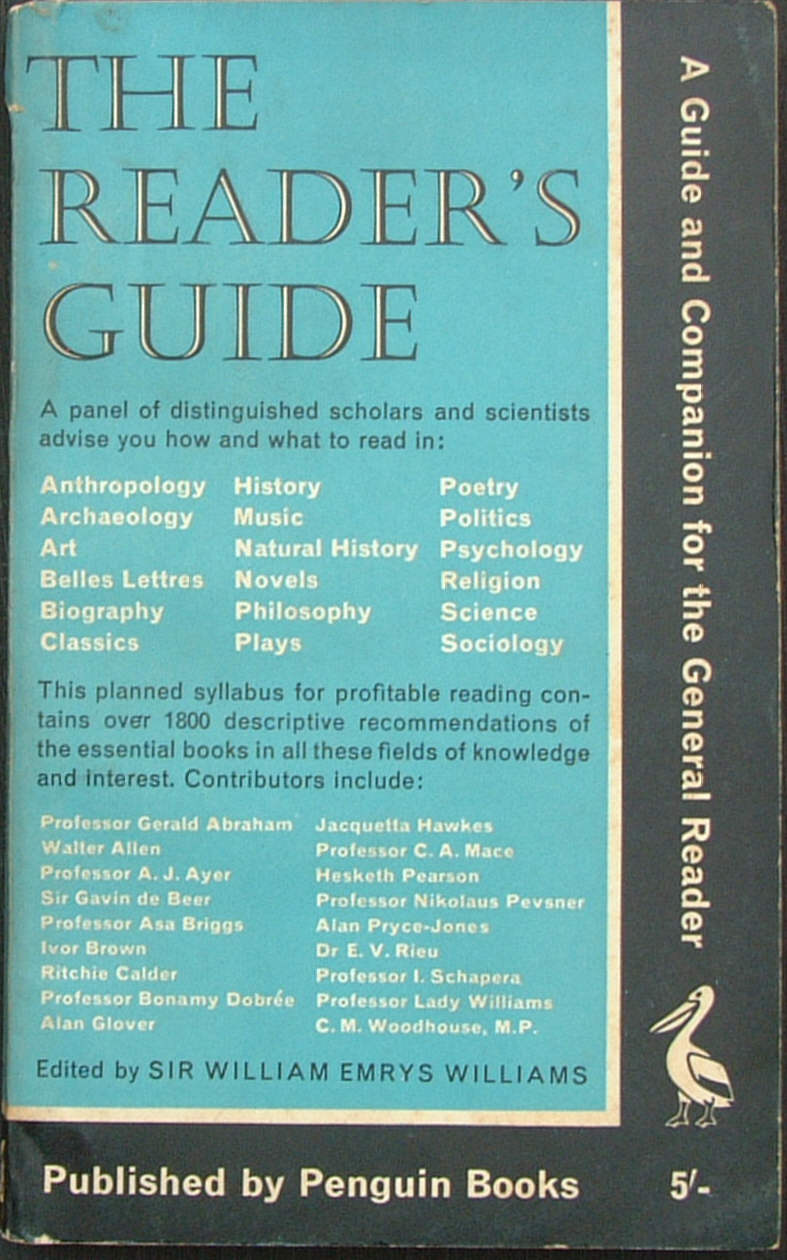 THE
READER'S
GUIDE
A panel of distinguished scholars and scientists
advise you how and what to read in:
Anthropology
Archaeology
Art
Belles Lettres
Biography
Classics
History
Music
Natural History
Novels
Philosophy
Plays
Poetry
Politics
Psychology
Religion
Science
Sociology
This planned syllabus for profitable reading con-
tains over 1800 descriptive recommendations of
the essential books in all these fields of knowledge
and interest. Contributors include:
Professor Gerald Abraham
Walter Allen
Professor A. J. Ayer
Sir Gavin de Beer
Professor Asa Briggs
Ivor Brown
Ritchie Calder
Professor Bonamy Dobrée
Alan Glover
Jacquetta Hawkes
Professor C. A. Mace
Hesketh Pearson
Professor Nikolaus Pevsner
Alan Pryce-Jones
Dr E. V. Rieu
Professor I. Schapera
Professor Lady Williams
C. M. Woodhouse, M.P.
Edited by SIR WILLIAM EMRYS WILLIAMS
A Guide and Companion for the General Reader
Published by Penguin Books
5/-